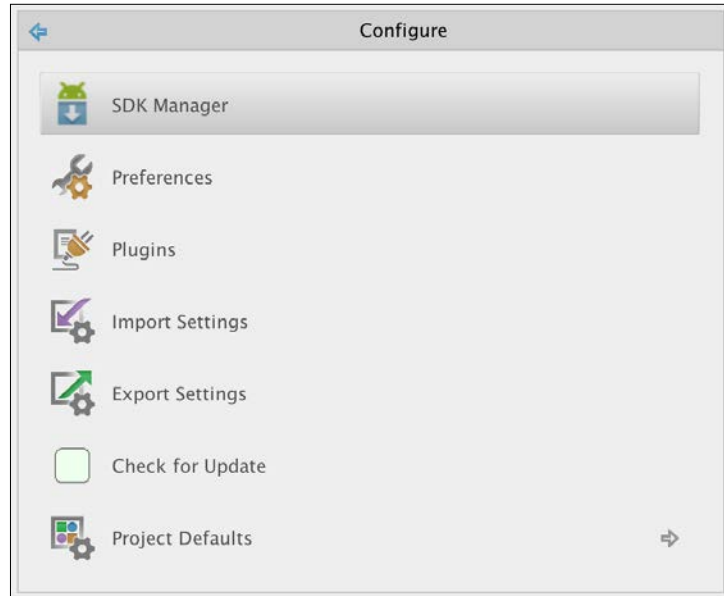 Configure
SDK Manager
Preferences
Plugins
Import Settings
Export Settings
Check for Update
Project Defaults